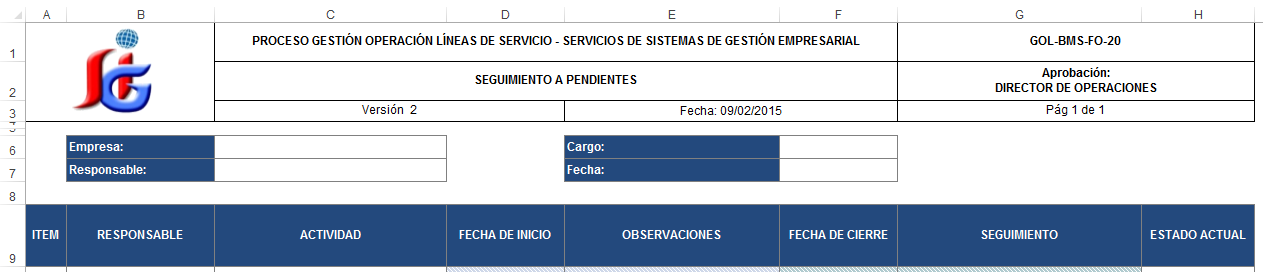 A B C D E F G H
1 PROCESO GESTIÓN OPERACIÓN LÍNEAS DE SERVICIO - SERVICIOS DE SISTEMAS DE GESTIÓN EMPRESARIAL GOL-BMS-FO-20
Aprobación:
2 SEGUIMIENTO A PENDIENTES DIRECTOR DE OPERACIONES
3 Versión 2 Fecha: 09/02/2015 Pág 1 de 1
6 Empresa: Cargo:
7 Responsable: Fecha:
8
9 ITEM RESPONSABLE ACTIVIDAD FECHA DE INICIO OBSERVACIONES FECHA DE CIERRE SEGUIMIENTO ESTADO ACTUAL